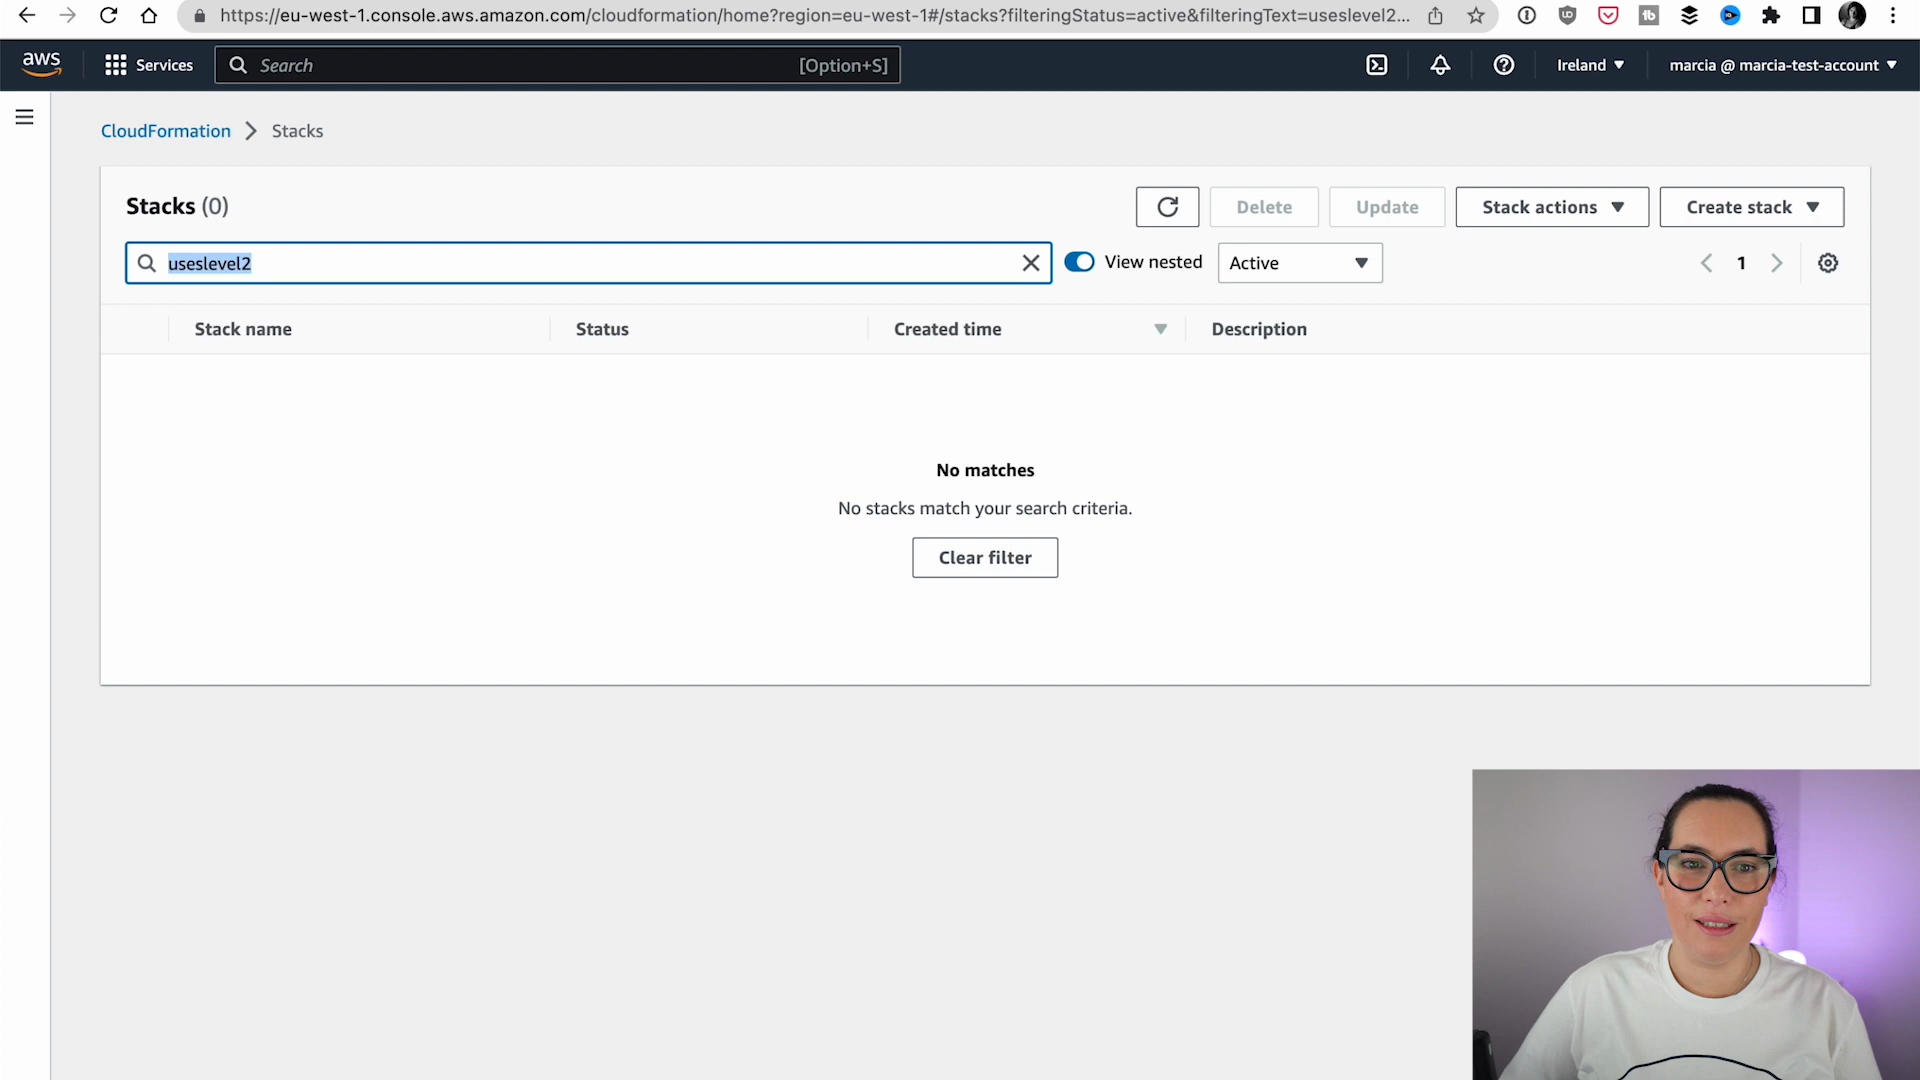 https://eu-west-1.console.aws.amazon.com/cloudformation/home?region=eu-west-1#/stacks?filteringStatus=active&filteringText=useslevel2...
aws
Services
Search
[Option+S]
Ireland
marcia @ marcia-test-account
CloudFormation
Stacks
Stacks (0)
Delete
Update
Stack actions
Create stack
useslevel2
View nested
Active
1
Stack name
Status
Created time
Description
No matches
No stacks match your search criteria.
Clear filter